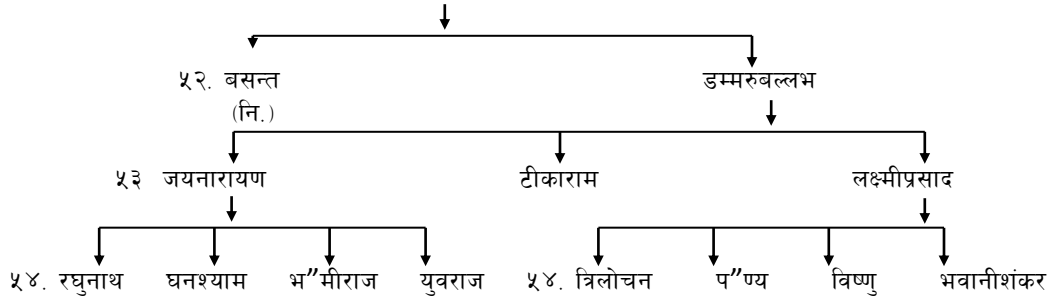 ५२. बसन्त डम्मरुबल्लभ
(नि.)
५३ जयनारायण टीकाराम लक्ष्मीप्रसाद
५४. रघुनाथ घनश्याम भ”मीराज युवराज ५४. त्रिलोचन प”ण्य विष्णु भवानीशंकर